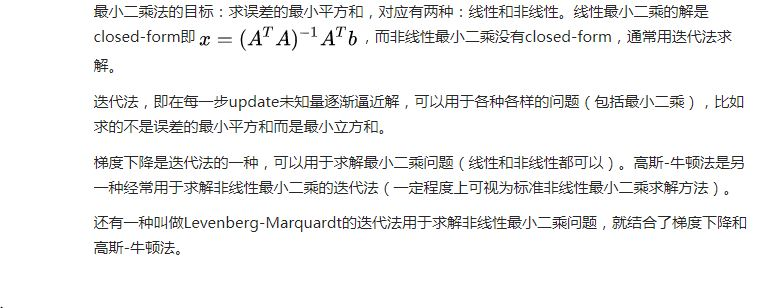 最小二乘法的目标：求误差的最小平方和，对应有两种：线性和非线性。线性最小二乘的解是
closed-form即 x = (AᵀA)⁻¹Aᵀb ，而非线性最小二乘没有closed-form，通常用迭代法求
解。
迭代法，即在每一步update未知量逐渐逼近解，可以用于各种各样的问题（包括最小二乘），比如
求的不是误差的最小平方和而是最小立方和。
梯度下降是迭代法的一种，可以用于求解最小二乘问题（线性和非线性都可以）。高斯-牛顿法是另
一种经常用于求解非线性最小二乘的迭代法（一定程度上可视为标准非线性最小二乘求解方法）。
还有一种叫做Levenberg-Marquardt的迭代法用于求解非线性最小二乘问题，就结合了梯度下降和
高斯-牛顿法。